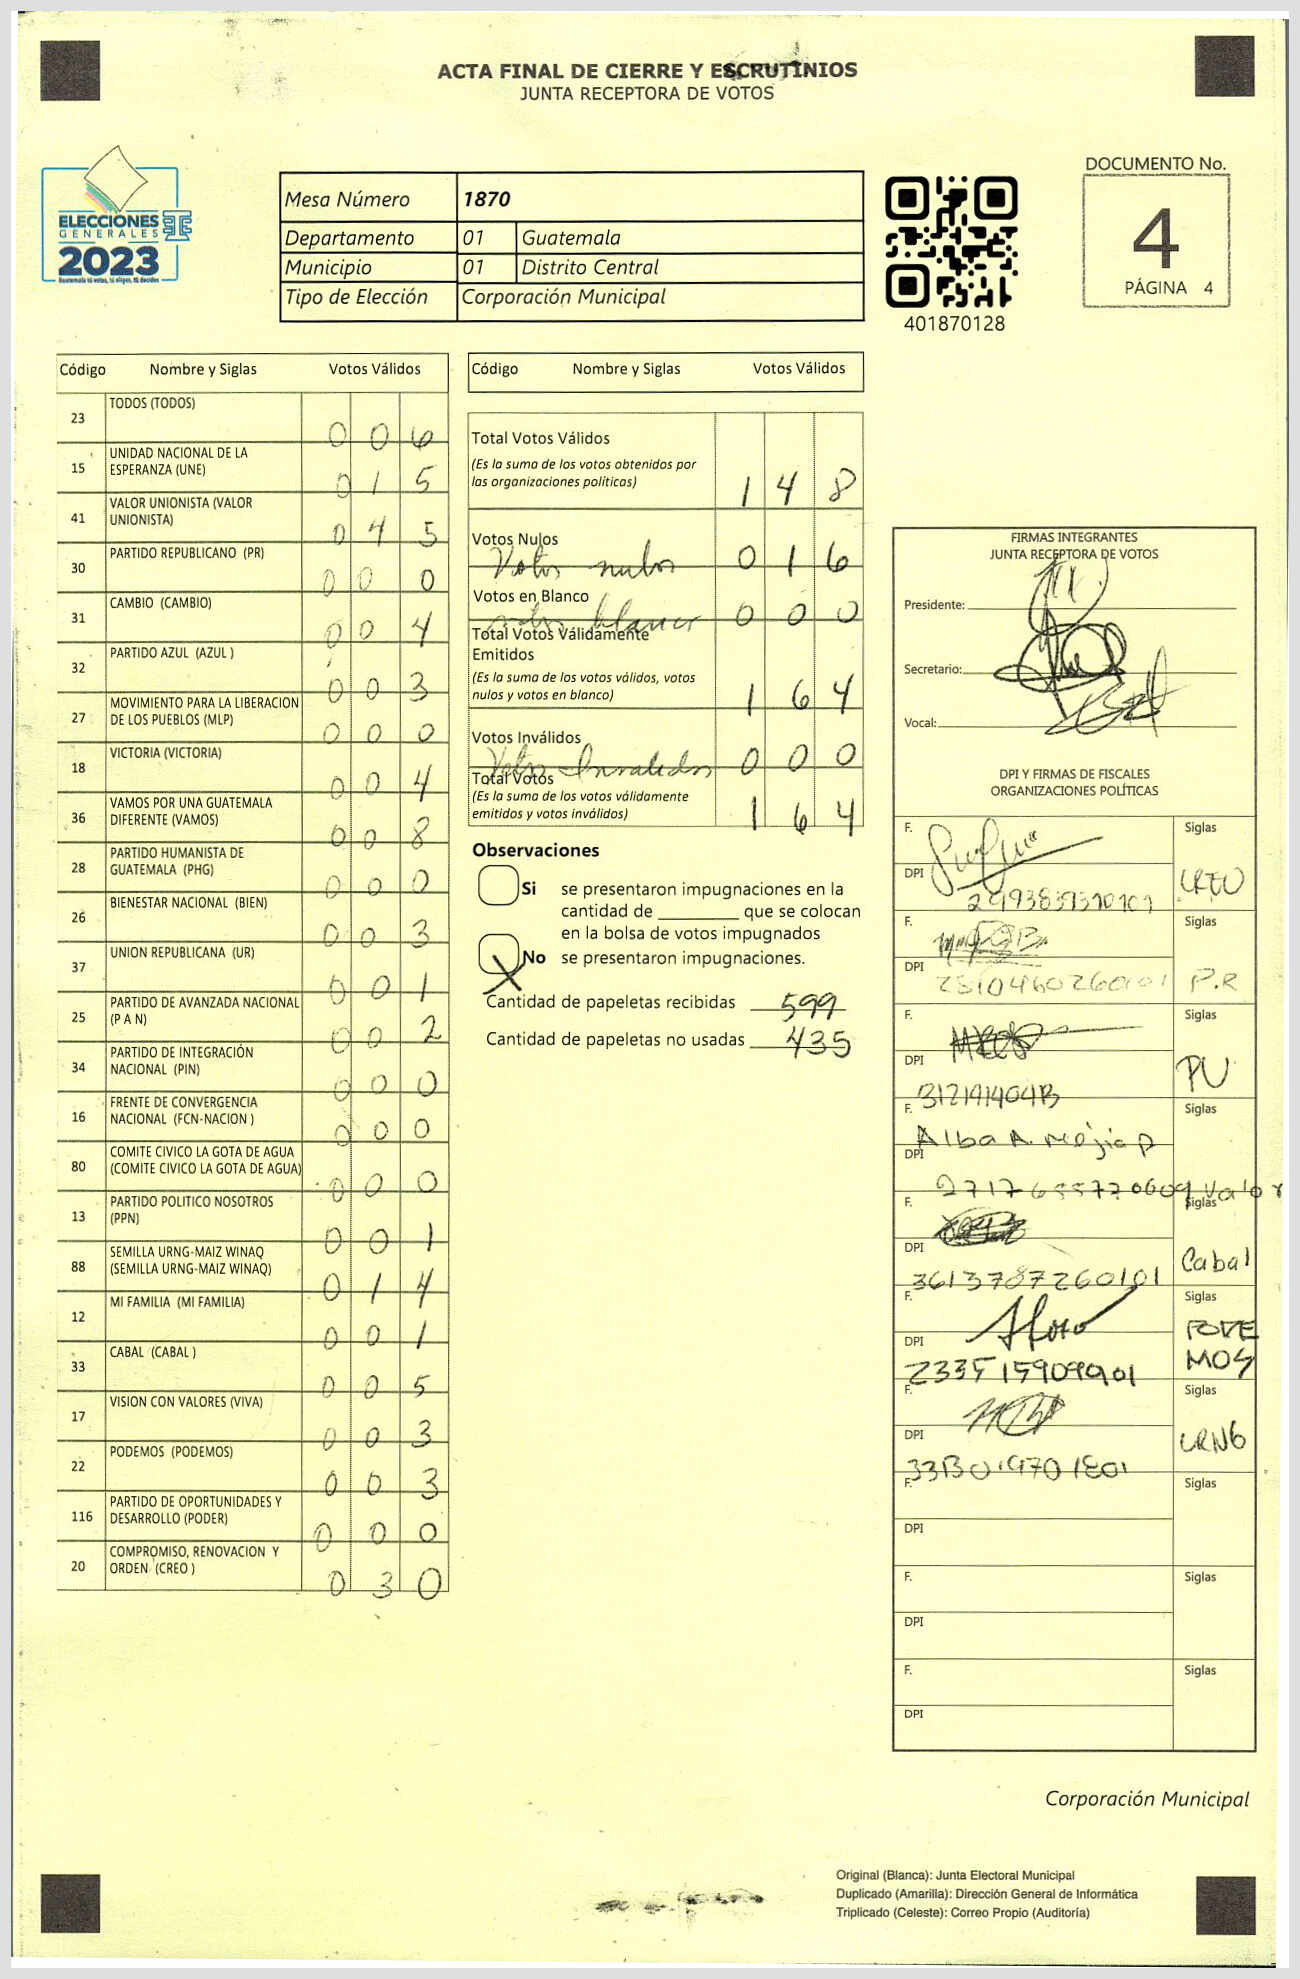 ACTA FINAL DE CIERRE Y ESCRUTINIOS
JUNTA RECEPTORA DE VOTOS
ELECCIONES
GENERALES
2023
Guatemala tú votas, tú eliges, tú decides
Mesa Número 1870
Departamento 01 Guatemala
Municipio 01 Distrito Central
Tipo de Elección Corporación Municipal
401870128
DOCUMENTO No.
4
PÁGINA 4
Código Nombre y Siglas Votos Válidos
23 TODOS (TODOS) 0 0 6
15 UNIDAD NACIONAL DE LA ESPERANZA (UNE) 0 1 5
41 VALOR UNIONISTA (VALOR UNIONISTA) 0 4 5
30 PARTIDO REPUBLICANO (PR) 0 0 0
31 CAMBIO (CAMBIO) 0 0 4
32 PARTIDO AZUL (AZUL ) 0 0 3
27 MOVIMIENTO PARA LA LIBERACION DE LOS PUEBLOS (MLP) 0 0 0
18 VICTORIA (VICTORIA) 0 0 4
36 VAMOS POR UNA GUATEMALA DIFERENTE (VAMOS) 0 0 8
28 PARTIDO HUMANISTA DE GUATEMALA (PHG) 0 0 0
26 BIENESTAR NACIONAL (BIEN) 0 0 3
37 UNION REPUBLICANA (UR) 0 0 1
25 PARTIDO DE AVANZADA NACIONAL (P A N) 0 0 2
34 PARTIDO DE INTEGRACIÓN NACIONAL (PIN) 0 0 0
16 FRENTE DE CONVERGENCIA NACIONAL (FCN-NACION ) 0 0 0
80 COMITE CIVICO LA GOTA DE AGUA (COMITE CIVICO LA GOTA DE AGUA) 0 0 0
13 PARTIDO POLITICO NOSOTROS (PPN) 0 0 1
88 SEMILLA URNG-MAIZ WINAQ (SEMILLA URNG-MAIZ WINAQ) 0 1 4
12 MI FAMILIA (MI FAMILIA) 0 0 1
33 CABAL (CABAL ) 0 0 5
17 VISION CON VALORES (VIVA) 0 0 3
22 PODEMOS (PODEMOS) 0 0 3
116 PARTIDO DE OPORTUNIDADES Y DESARROLLO (PODER) 0 0 0
20 COMPROMISO, RENOVACION Y ORDEN (CREO ) 0 3 0
Código Nombre y Siglas Votos Válidos
Total Votos Válidos
(Es la suma de los votos obtenidos por
las organizaciones políticas) 1 4 8
Votos Nulos
Votos nulos 0 1 6
Votos en Blanco
votos blanco 0 0 0
Total Votos Válidamente
Emitidos
(Es la suma de los votos válidos, votos
nulos y votos en blanco) 1 6 4
Votos Inválidos
Votos Invalidos 0 0 0
Total Votos
(Es la suma de los votos válidamente
emitidos y votos inválidos) 1 6 4
Observaciones
Si se presentaron impugnaciones en la
cantidad de ________ que se colocan
en la bolsa de votos impugnados
X No se presentaron impugnaciones.
Cantidad de papeletas recibidas 599
Cantidad de papeletas no usadas 435
FIRMAS INTEGRANTES
JUNTA RECEPTORA DE VOTOS
Presidente:
Secretario:
Vocal:
DPI Y FIRMAS DE FISCALES
ORGANIZACIONES POLÍTICAS
F. Siglas
DPI
F. Siglas
DPI P.R
F. Siglas
DPI PU
312191404B
F. Alba A. Mejia P Siglas
DPI
2717655770609 Valor
F. Siglas
DPI Cabal
3613787260101
F. Siglas
DPI PODE
MOS
2335515909901
F. Siglas
DPI
F. Siglas
DPI
F. Siglas
DPI
F. Siglas
DPI
Corporación Municipal
Original (Blanca): Junta Electoral Municipal
Duplicado (Amarilla): Dirección General de Informática
Triplicado (Celeste): Correo Propio (Auditoría)